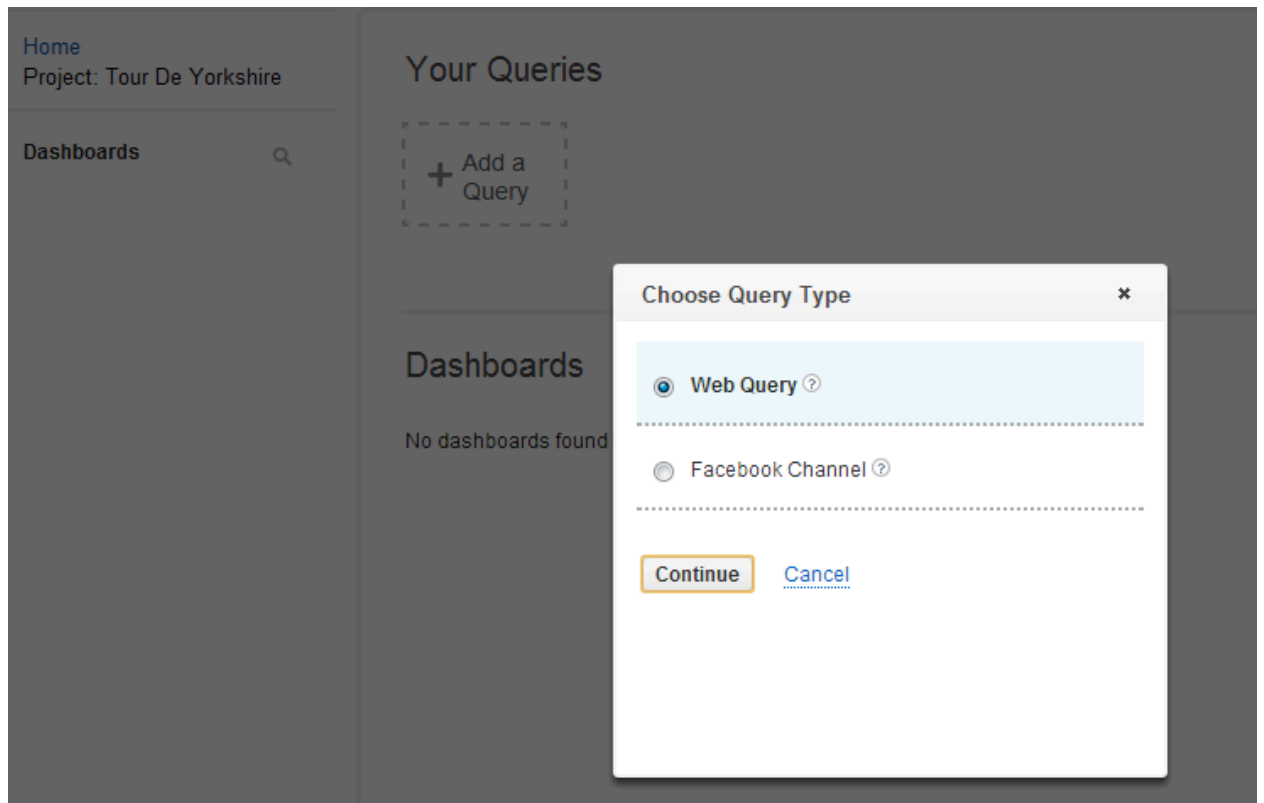 Home
Project: Tour De Yorkshire
Dashboards
Your Queries
+ Add a
Query
Dashboards
No dashboards found
Choose Query Type
×
Web Query ?
Facebook Channel ?
Continue
Cancel